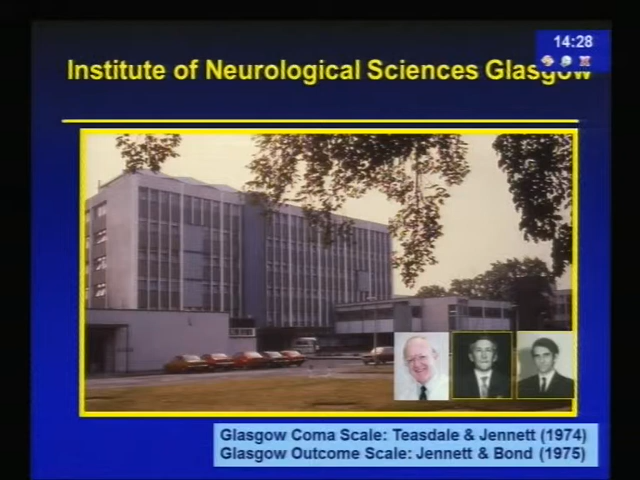 14:28
Institute of Neurological Sciences Glasgow
Glasgow Coma Scale: Teasdale & Jennett (1974)
Glasgow Outcome Scale: Jennett & Bond (1975)